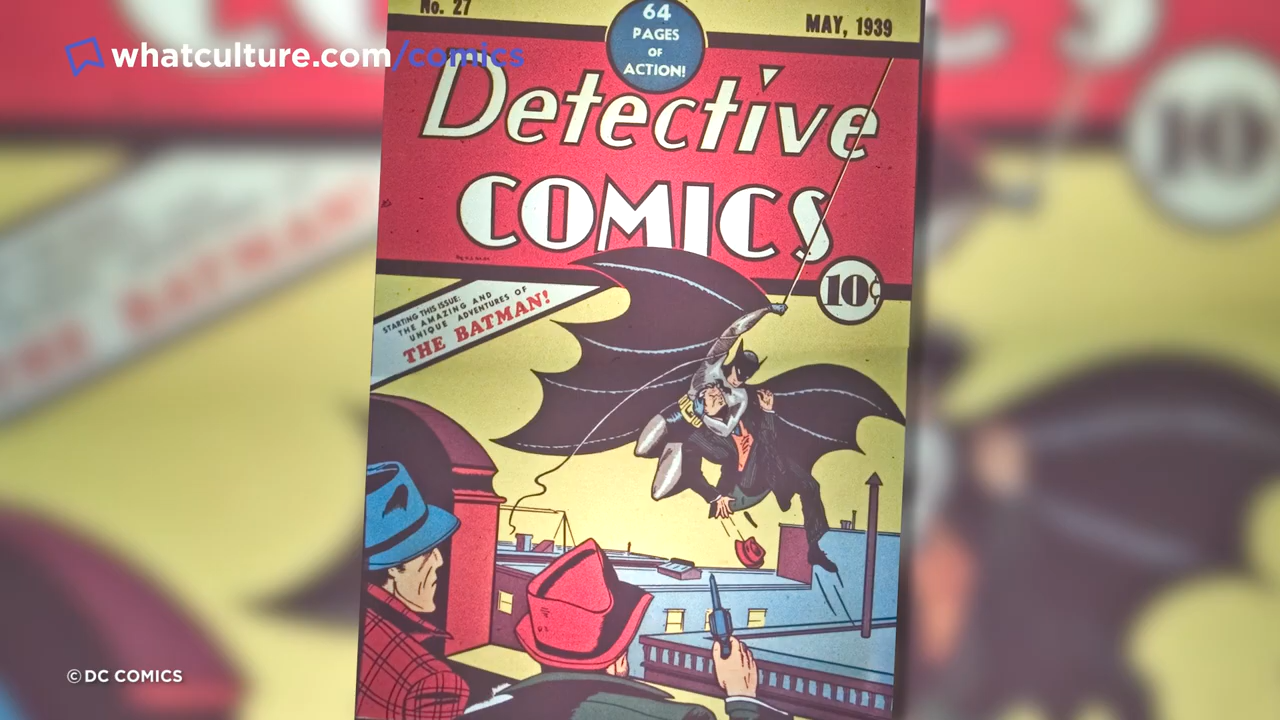 No. 27
64
PAGES
OF
ACTION!
MAY, 1939
whatculture.com/comics
Detective
COMICS
10¢
STARTING THIS ISSUE:
THE AMAZING AND
UNIQUE ADVENTURES OF
THE BATMAN!
© DC COMICS